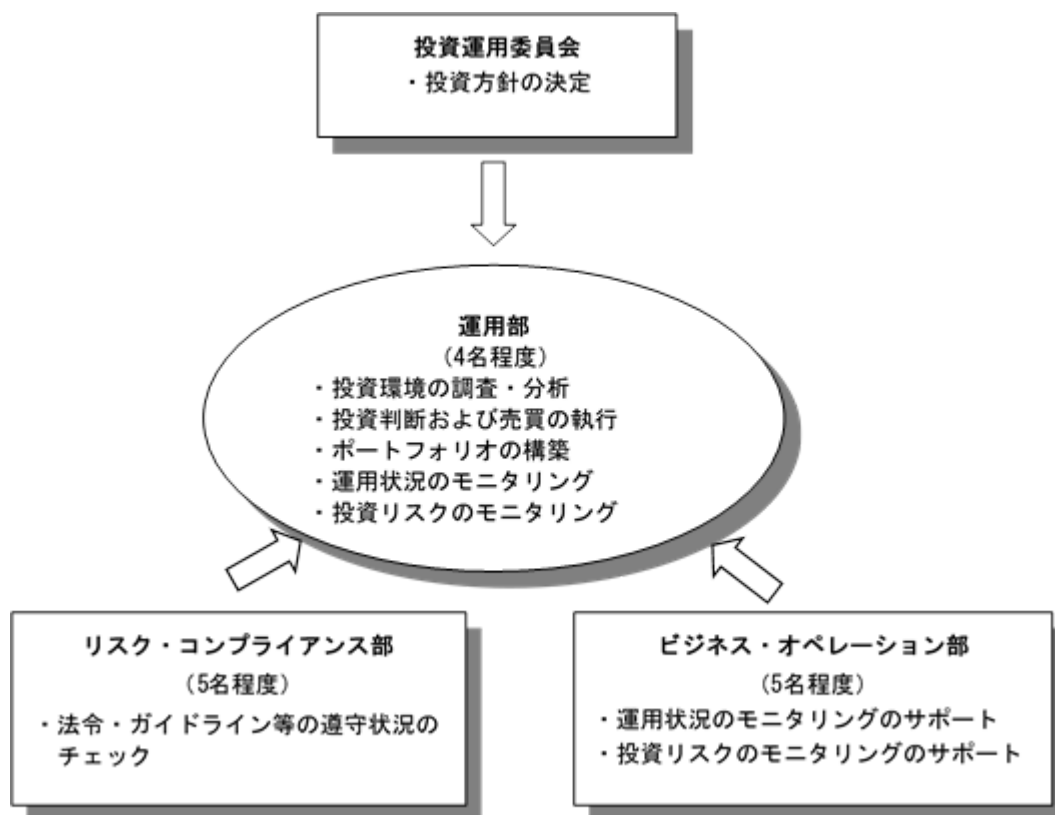 投資運用委員会
・投資方針の決定
運用部
(4名程度)
・投資環境の調査・分析
・投資判断および売買の執行
・ポートフォリオの構築
・運用状況のモニタリング
・投資リスクのモニタリング
リスク・コンプライアンス部
(5名程度)
・法令・ガイドライン等の遵守状況の
チェック
ビジネス・オペレーション部
(5名程度)
・運用状況のモニタリングのサポート
・投資リスクのモニタリングのサポート